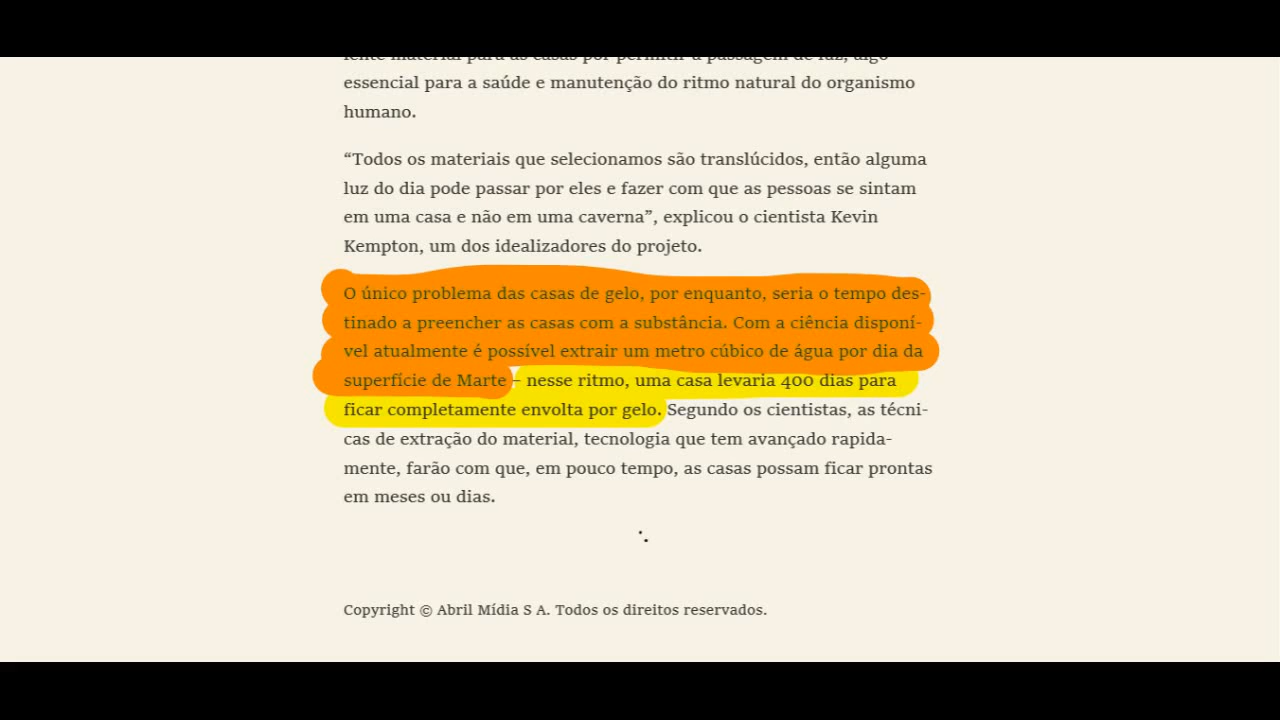 essencial para a saúde e manutenção do ritmo natural do organismo
humano.
“Todos os materiais que selecionamos são translúcidos, então alguma
luz do dia pode passar por eles e fazer com que as pessoas se sintam
em uma casa e não em uma caverna”, explicou o cientista Kevin
Kempton, um dos idealizadores do projeto.
O único problema das casas de gelo, por enquanto, seria o tempo des-
tinado a preencher as casas com a substância. Com a ciência disponí-
vel atualmente é possível extrair um metro cúbico de água por dia da
superfície de Marte – nesse ritmo, uma casa levaria 400 dias para
ficar completamente envolta por gelo. Segundo os cientistas, as técni-
cas de extração do material, tecnologia que tem avançado rapida-
mente, farão com que, em pouco tempo, as casas possam ficar prontas
em meses ou dias.
Copyright © Abril Mídia S A. Todos os direitos reservados.